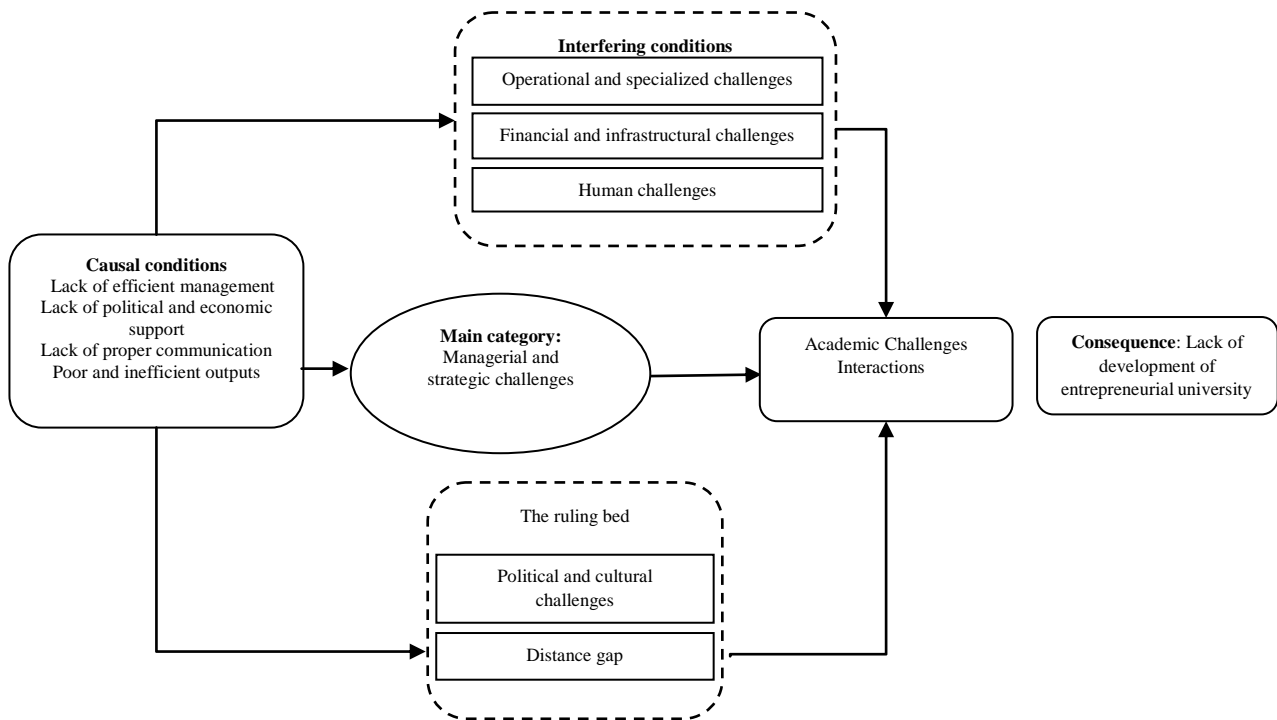 Interfering conditions
Operational and specialized challenges
Financial and infrastructural challenges
Human challenges
Causal conditions
Lack of efficient management
Lack of political and economic
support
Lack of proper communication
Poor and inefficient outputs
Main category:
Managerial and
strategic challenges
Academic Challenges
Interactions
Consequence: Lack of
development of
entrepreneurial university
The ruling bed
Political and cultural
challenges
Distance gap